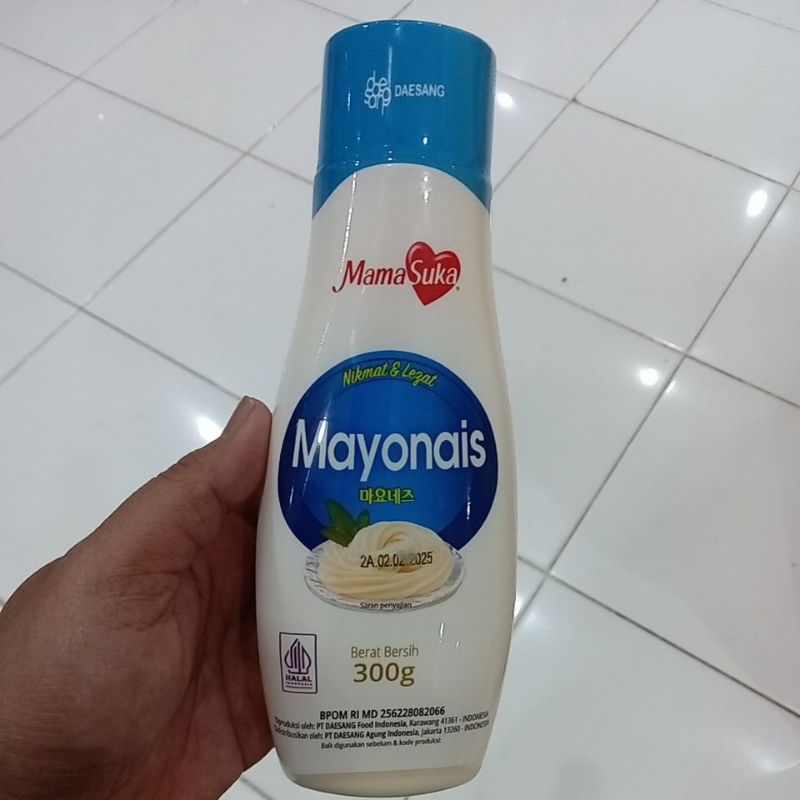 DAESANG
MamaSuka
Nikmat & Lezat
Mayonais
마요네즈
2A.02.02.2025
Saran penyajian
HALAL
INDONESIA
Berat Bersih
300g
BPOM RI MD 256228082066
Diproduksi oleh: PT DAESANG Food Indonesia, Karawang 41361 - INDONESIA
Didistribusikan oleh: PT DAESANG Agung Indonesia, Jakarta 13260 - INDONESIA
Baik digunakan sebelum & kode produksi: